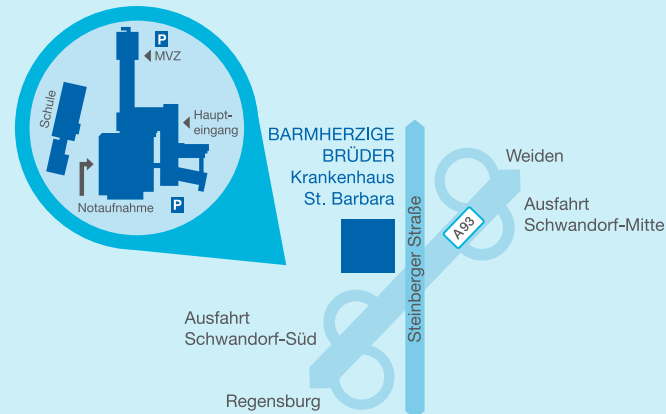 P
MVZ
Schule
Haupt-
eingang
Notaufnahme
P
BARMHERZIGE
BRÜDER
Krankenhaus
St. Barbara
Steinberger Straße
Weiden
Ausfahrt
Schwandorf-Mitte
A93
Ausfahrt
Schwandorf-Süd
Regensburg